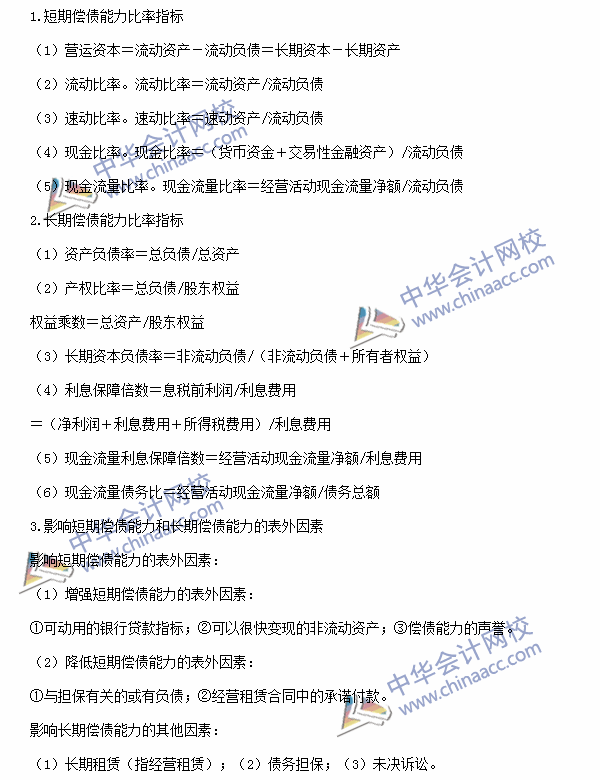 1.短期偿债能力比率指标
（1）营运资本＝流动资产－流动负债＝长期资本－长期资产
（2）流动比率。流动比率＝流动资产/流动负债
（3）速动比率。速动比率＝速动资产/流动负债
（4）现金比率。现金比率＝（货币资金＋交易性金融资产）/流动负债
（5）现金流量比率。现金流量比率＝经营活动现金流量净额/流动负债
2.长期偿债能力比率指标
（1）资产负债率＝总负债/总资产
（2）产权比率＝总负债/股东权益
权益乘数＝总资产/股东权益
（3）长期资本负债率＝非流动负债/（非流动负债＋所有者权益）
（4）利息保障倍数＝息税前利润/利息费用
＝（净利润＋利息费用＋所得税费用）/利息费用
（5）现金流量利息保障倍数＝经营活动现金流量净额/利息费用
（6）现金流量债务比＝经营活动现金流量净额/债务总额
3.影响短期偿债能力和长期偿债能力的表外因素
影响短期偿债能力的表外因素：
（1）增强短期偿债能力的表外因素：
①可动用的银行贷款指标；②可以很快变现的非流动资产；③偿债能力的声誉。
（2）降低短期偿债能力的表外因素：
①与担保有关的或有负债；②经营租赁合同中的承诺付款。
影响长期偿债能力的其他因素：
（1）长期租赁（指经营租赁）；（2）债务担保；（3）未决诉讼。
中华会计网校
www.chinaacc.com
中华会计网校
www.chinaacc.com
中华会计网校
www.chinaacc.com
中华会计网校
www.chinaacc.com